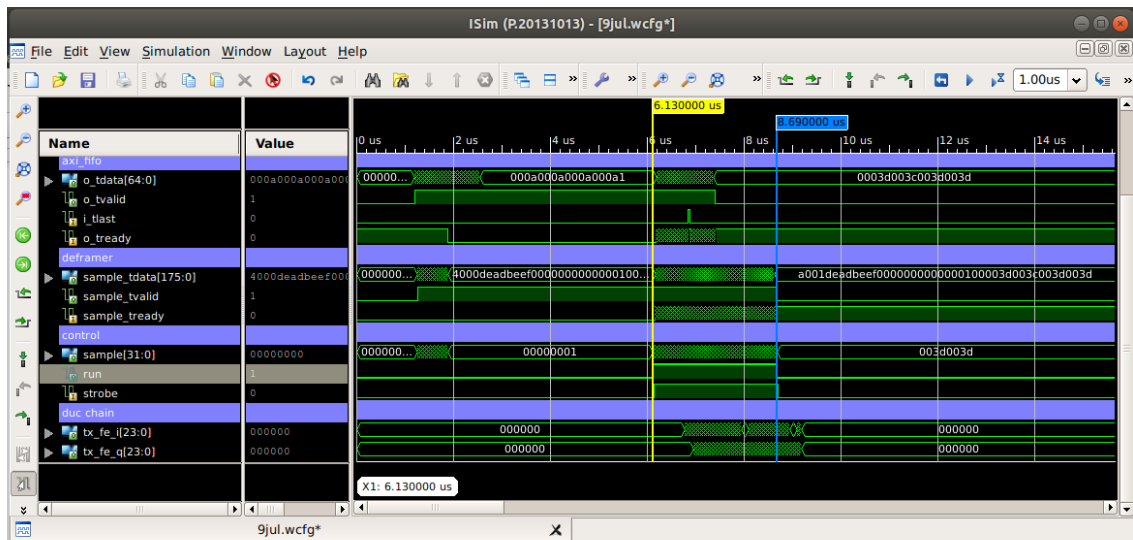 ISim (P.20131013) - [9jul.wcfg*]
File Edit View Simulation Window Layout Help
» » » 1.00us »
6.130000 us
8.690000 us
Name Value 0 us 2 us 4 us 6 us 8 us 10 us 12 us 14 us
axi_fifo
o_tdata[64:0] 000a000a000a000 00000... 000a000a000a000a1 0003d003c003d003d
o_tvalid 1
i_tlast 0
o_tready 0
deframer
sample_tdata[175:0] 4000deadbeef000 000000... 4000deadbeef0000000000000100... a001deadbeef0000000000000100003d003c003d003d
sample_tvalid 1
sample_tready 0
control
sample[31:0] 00000000 000000... 00000001 003d003d
run 1
strobe 0
duc chain
tx_fe_i[23:0] 000000 000000 000000
tx_fe_q[23:0] 000000 000000 000000
X1: 6.130000 us
9jul.wcfg*